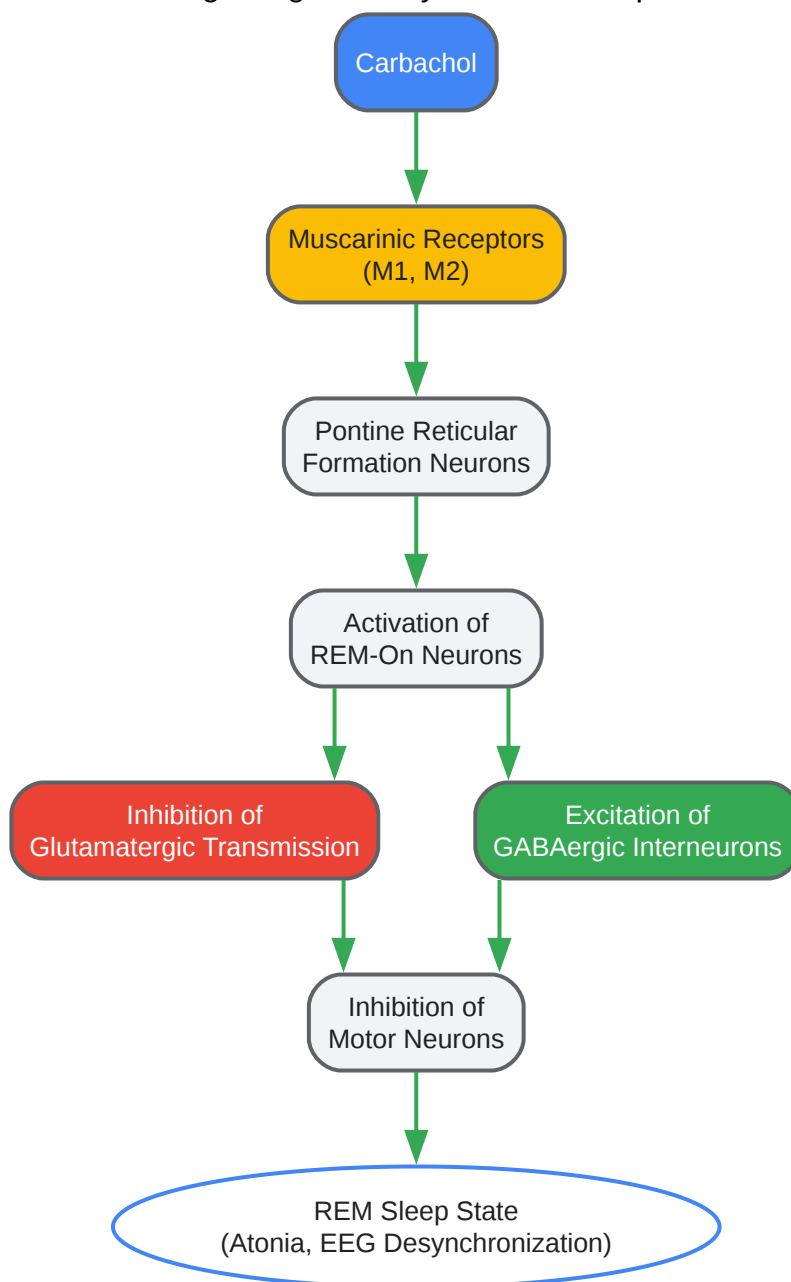 Carbachol
Muscarinic Receptors
(M1, M2)
Pontine Reticular
Formation Neurons
Activation of
REM-On Neurons
Inhibition of
Glutamatergic Transmission
Excitation of
GABAergic Interneurons
Inhibition of
Motor Neurons
REM Sleep State
(Atonia, EEG Desynchronization)